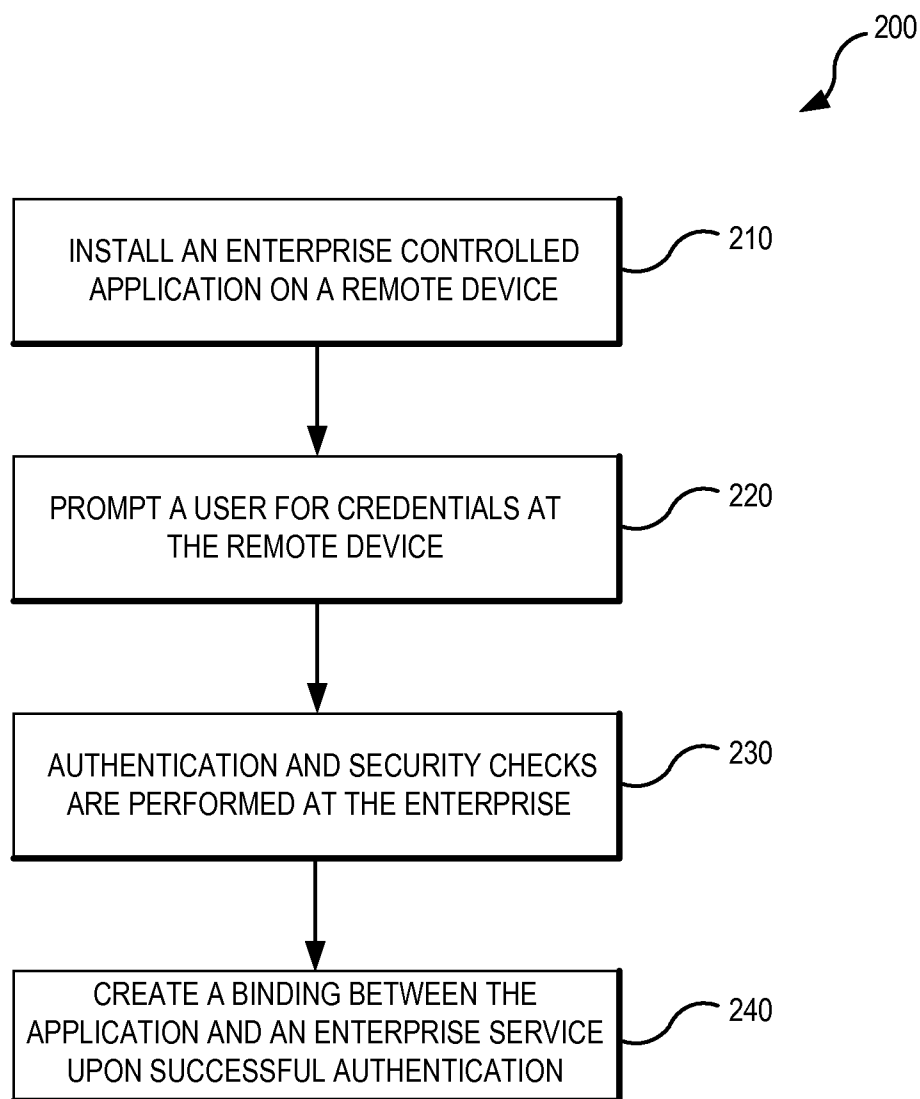 200
INSTALL AN ENTERPRISE CONTROLLED
APPLICATION ON A REMOTE DEVICE
210
PROMPT A USER FOR CREDENTIALS AT
THE REMOTE DEVICE
220
AUTHENTICATION AND SECURITY CHECKS
ARE PERFORMED AT THE ENTERPRISE
230
CREATE A BINDING BETWEEN THE
APPLICATION AND AN ENTERPRISE SERVICE
UPON SUCCESSFUL AUTHENTICATION
240